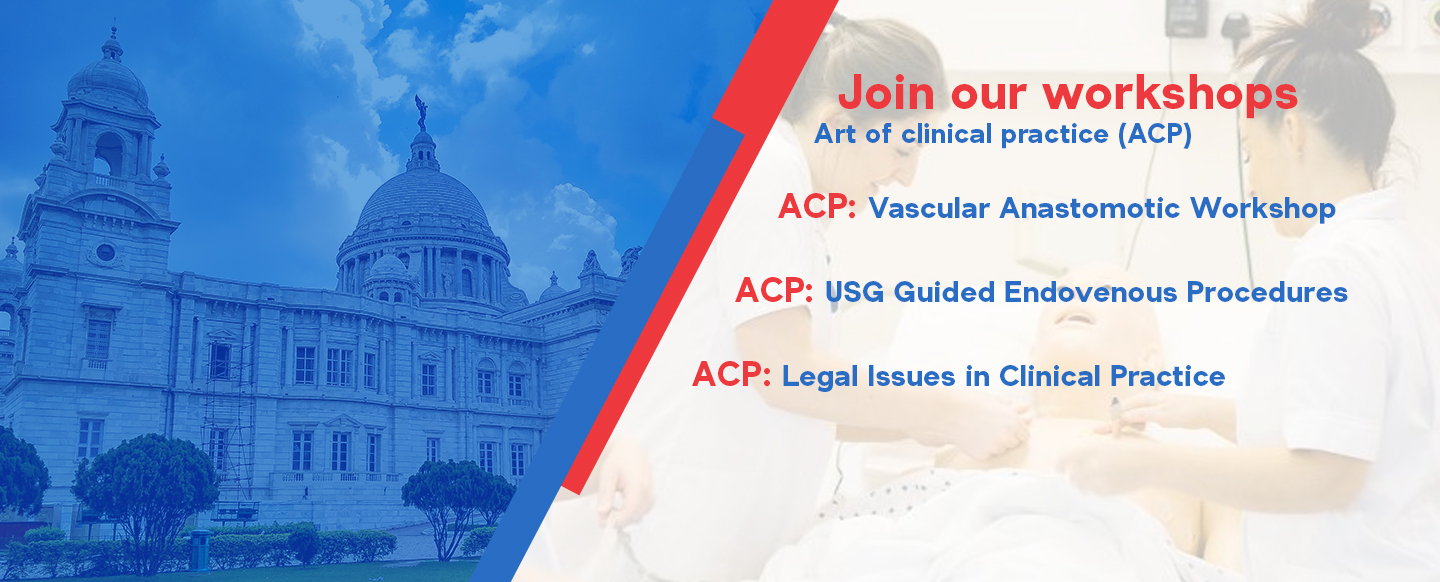 Join our workshops
Art of clinical practice (ACP)
ACP: Vascular Anastomotic Workshop
ACP: USG Guided Endovenous Procedures
ACP: Legal Issues in Clinical Practice